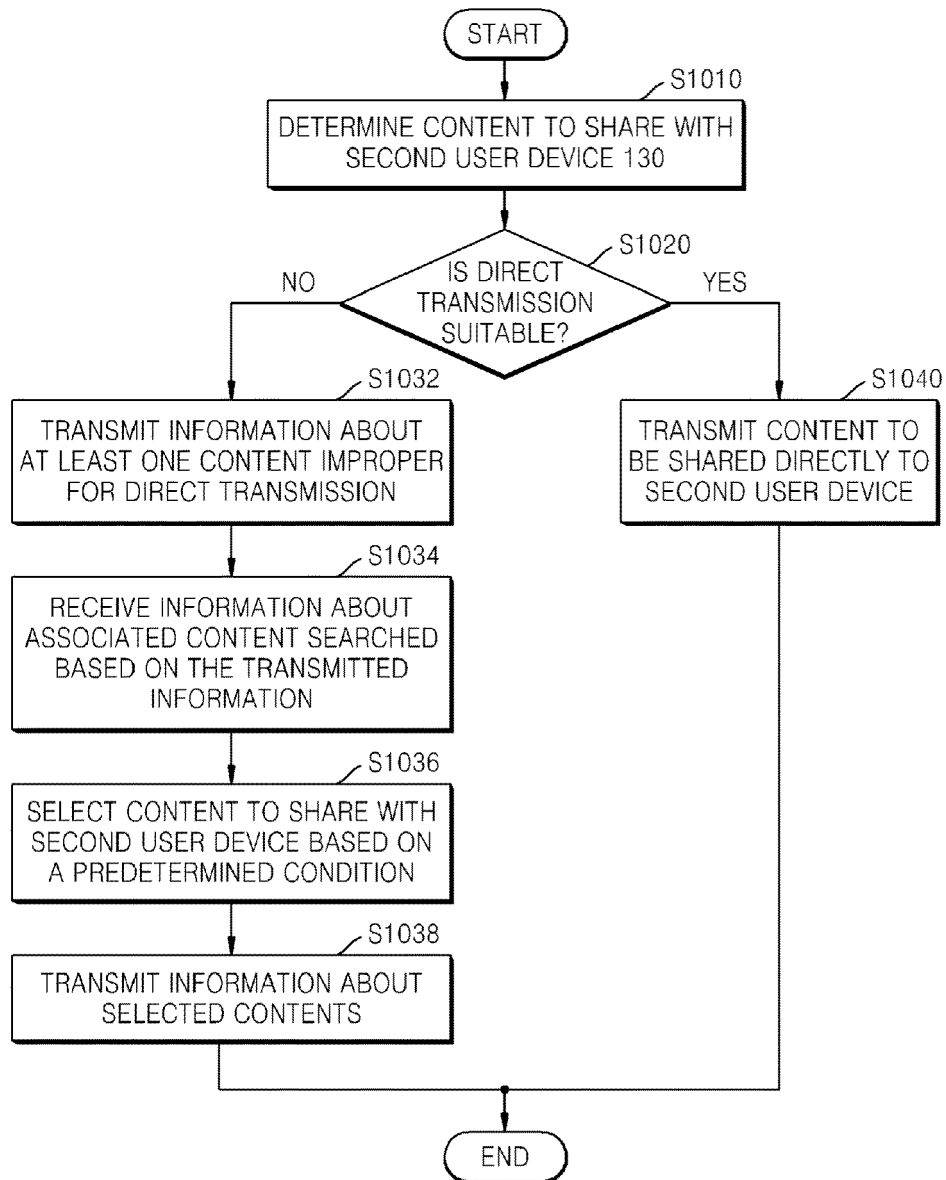 START
S1010
DETERMINE CONTENT TO SHARE WITH
SECOND USER DEVICE 130
S1020
IS DIRECT
TRANSMISSION
SUITABLE?
NO
YES
S1032
TRANSMIT INFORMATION ABOUT
AT LEAST ONE CONTENT IMPROPER
FOR DIRECT TRANSMISSION
S1040
TRANSMIT CONTENT TO
BE SHARED DIRECTLY TO
SECOND USER DEVICE
S1034
RECEIVE INFORMATION ABOUT
ASSOCIATED CONTENT SEARCHED
BASED ON THE TRANSMITTED
INFORMATION
S1036
SELECT CONTENT TO SHARE WITH
SECOND USER DEVICE BASED ON
A PREDETERMINED CONDITION
S1038
TRANSMIT INFORMATION ABOUT
SELECTED CONTENTS
END